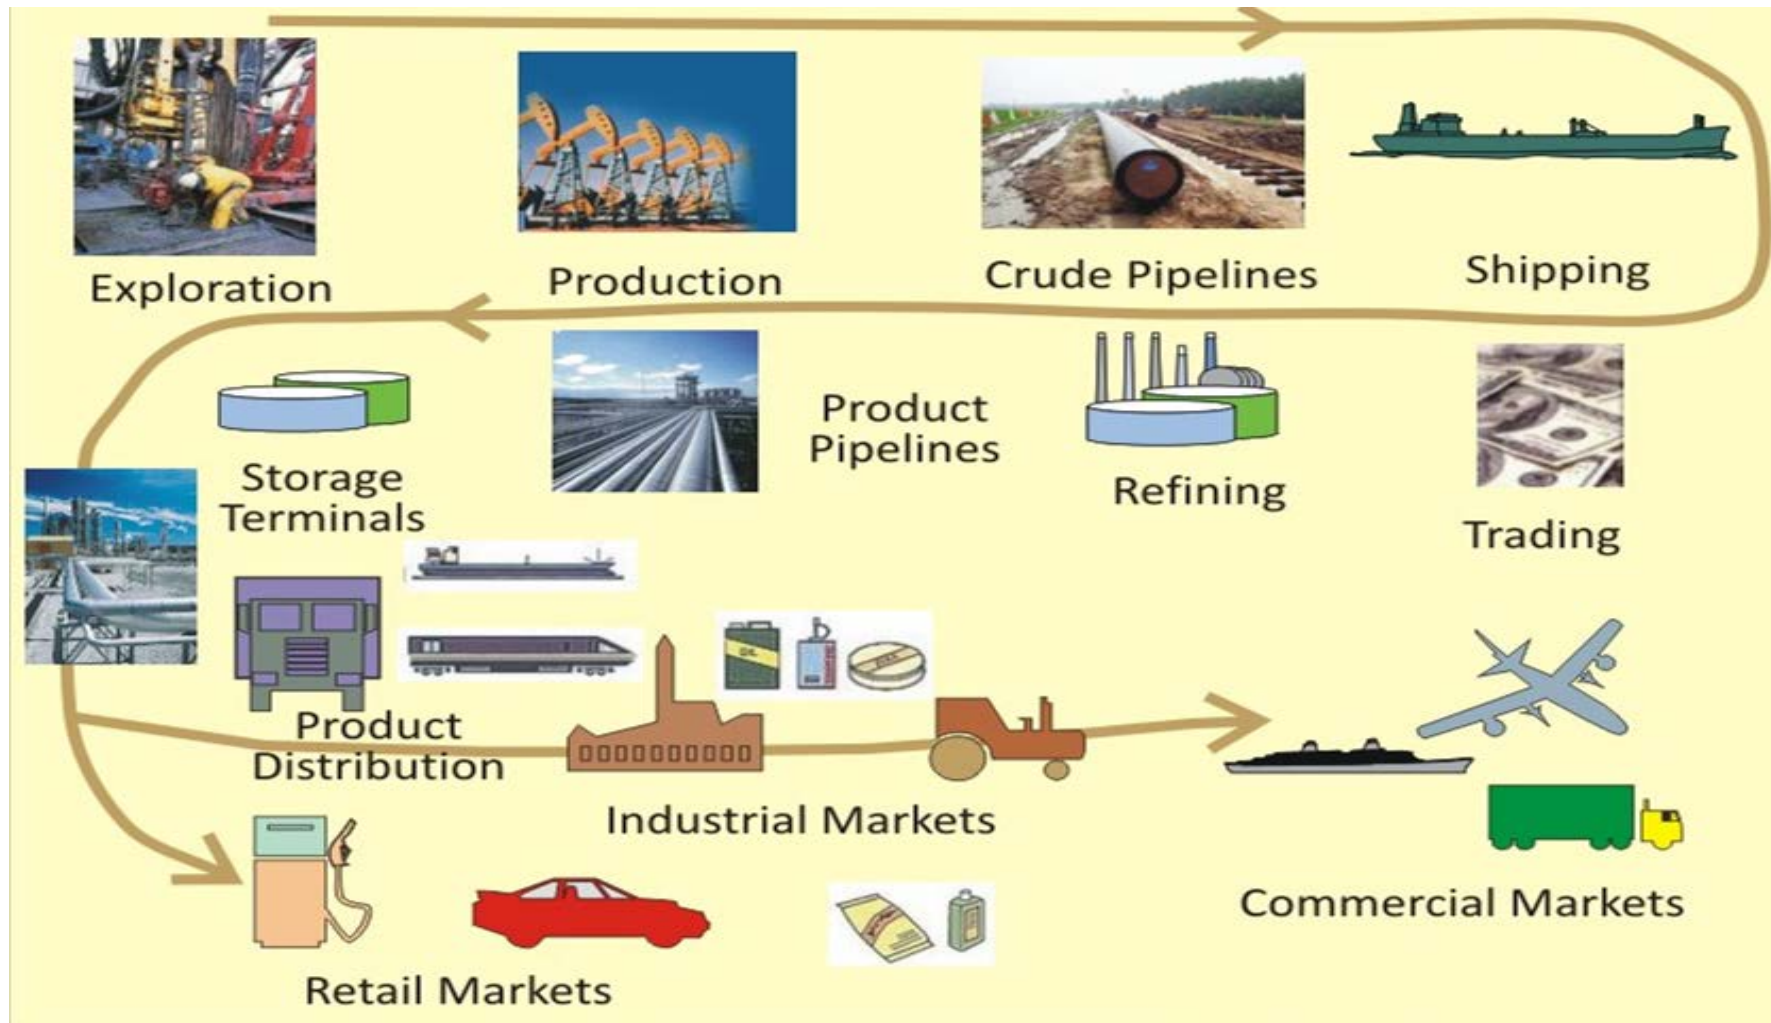 Exploration
Production
Crude Pipelines
Shipping
Trading
Refining
Product
Pipelines
Storage
Terminals
Product
Distribution
Industrial Markets
Commercial Markets
Retail Markets